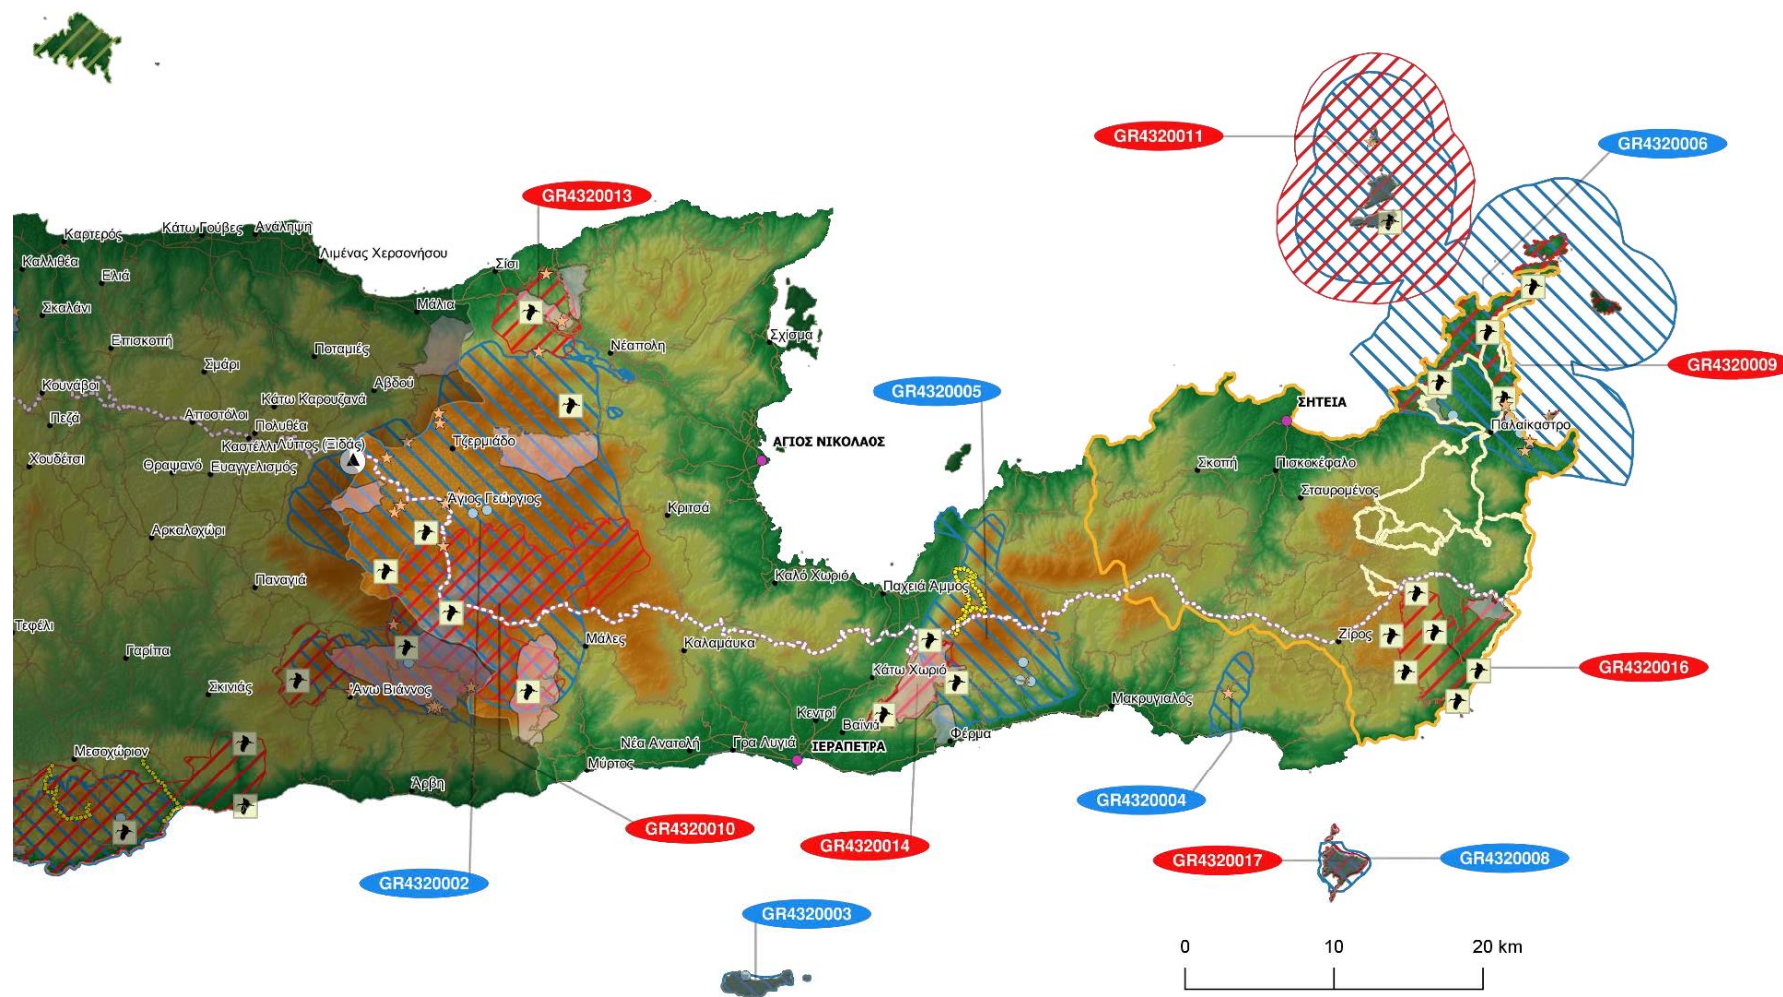 GR4320011
GR4320006
GR4320013
Καρτερός
Κάτω Γούβες
Ανάληψη
Λιμένας Χερσονήσου
Καλλιθέα
Ελιά
Σίσι
Μάλια
Σκαλάνι
Επισκοπή
Ποταμιές
Σμάρι
Νέαπολη
Σχίσμα
GR4320009
Κουνάβοι
Αβδού
Κάτω Καρουζανά
GR4320005
ΣΗΤΕΙΑ
Πεζά
Αποστόλοι
Πολυθέα
Καστέλλι
Λύττος (Ξιδάς)
Τζερμιάδο
ΑΓΙΟΣ ΝΙΚΟΛΑΟΣ
Παλαίκαστρο
Χουδέτσι
Θραψανό
Ευαγγελισμός
Σκοπή
Πισκοκέφαλο
Σταυρομένος
Άγιος Γεώργιος
Κριτσά
Αρκαλοχώρι
Παναγιά
Καλό Χωριό
Παχειά Άμμος
Τεφέλι
Γαρίπα
Μάλες
Καλαμάυκα
Ζίρος
Κάτω Χωριό
GR4320016
Σκινιάς
Άνω Βιάννος
Μακρυγιαλός
Κεντρί
Βαϊνιά
Φέρμα
Μεσοχώριον
Νέα Ανατολή
Γρα Λυγιά
ΙΕΡΑΠΕΤΡΑ
Μύρτος
Άρβη
GR4320004
GR4320010
GR4320014
GR4320017
GR4320008
GR4320002
GR4320003
0 10 20 km